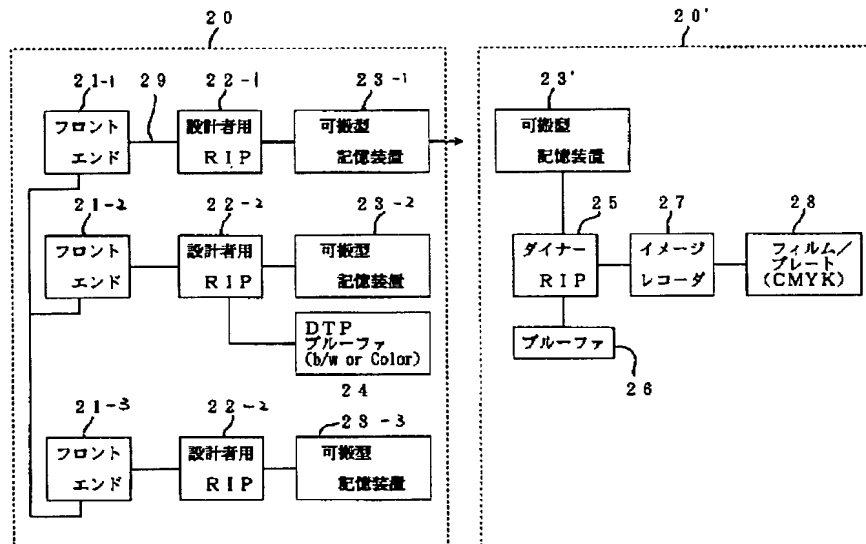 20
20'
21-1
29
22-1
23-1
フロント
エンド
設計者用
RIP
可搬型
記憶装置
21-2
22-2
23-2
フロント
エンド
設計者用
RIP
可搬型
記憶装置
DTP
プルーファ
(b/w or Color)
24
21-3
22-2
23-3
フロント
エンド
設計者用
RIP
可搬型
記憶装置
23'
可搬型
記憶装置
25
27
28
ダイナー
RIP
イメージ
レコーダ
フィルム/
プレート
(CMYK)
プルーファ
26